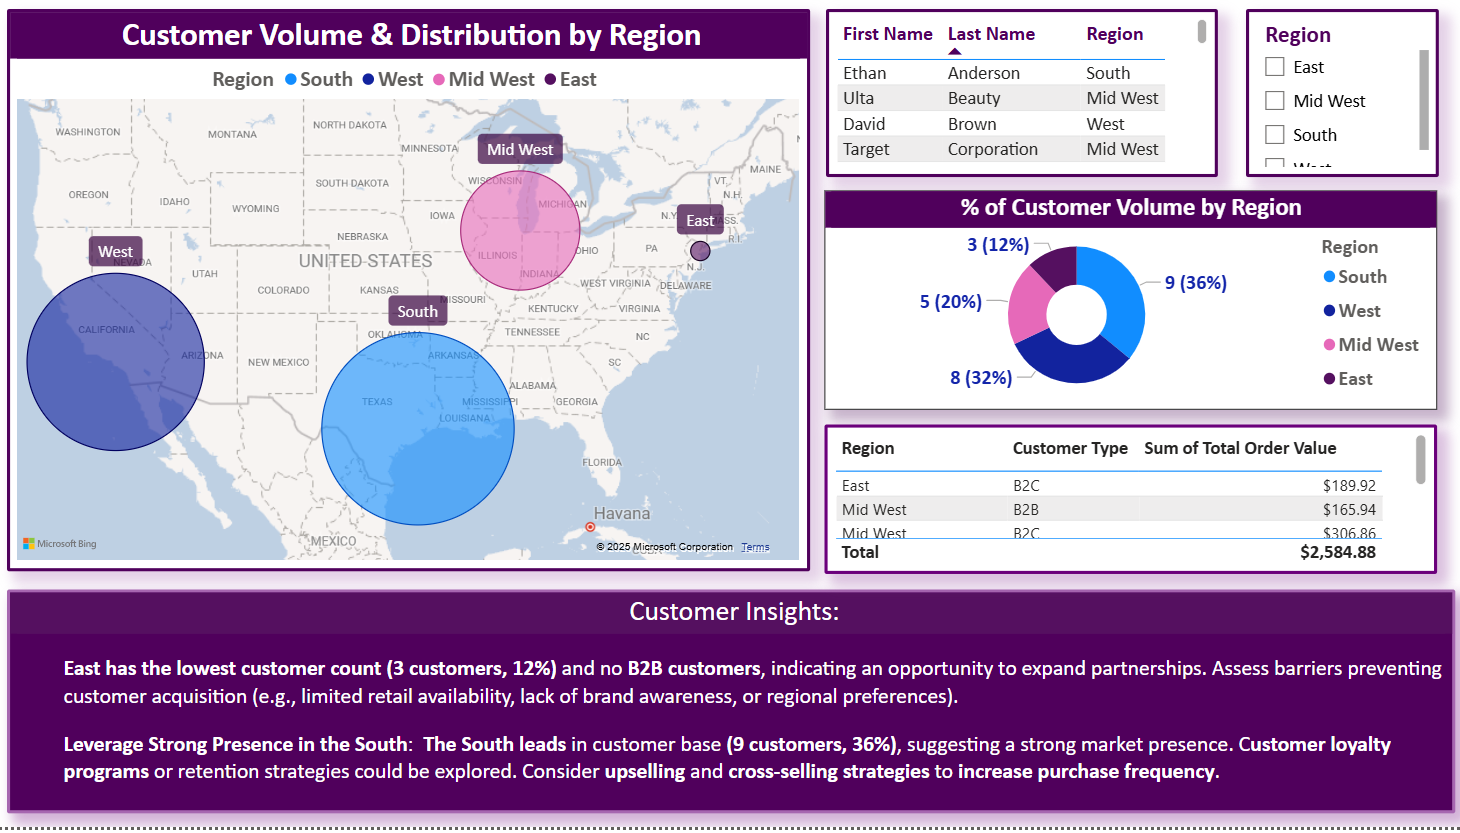 Customer Volume & Distribution by Region
Region South West Mid West East
WASHINGTON
MONTANA
NORTH DAKOTA
MINNESOTA
Mid West
MAINE
OREGON
IDAHO
WYOMING
SOUTH DAKOTA
WISCONSIN
MICHIGAN
VT.
N.H.
IOWA
N.Y.
East
MASS.
R.I.
West
NEVADA
UTAH
NEBRASKA
UNITED STATES
ILLINOIS
INDIANA
OHIO
PA
N.J.
COLORADO
KANSAS
MISSOURI
WEST VIRGINIA
DELAWARE
South
KENTUCKY
VIRGINIA
CALIFORNIA
ARIZONA
NEW MEXICO
OKLAHOMA
ARKANSAS
TENNESSEE
NC
SC
TEXAS
MISSISSIPPI
ALABAMA
GEORGIA
LOUISIANA
FLORIDA
Havana
MEXICO
Microsoft Bing
© 2025 Microsoft Corporation Terms
First Name Last Name Region
Ethan Anderson South
Ulta Beauty Mid West
David Brown West
Target Corporation Mid West
Region
East
Mid West
South
West
% of Customer Volume by Region
3 (12%)
9 (36%)
5 (20%)
8 (32%)
Region
South
West
Mid West
East
Region Customer Type Sum of Total Order Value
East B2C $189.92
Mid West B2B $165.94
Mid West B2C $306.86
Total $2,584.88
Customer Insights:
East has the lowest customer count (3 customers, 12%) and no B2B customers, indicating an opportunity to expand partnerships. Assess barriers preventing
customer acquisition (e.g., limited retail availability, lack of brand awareness, or regional preferences).
Leverage Strong Presence in the South: The South leads in customer base (9 customers, 36%), suggesting a strong market presence. Customer loyalty
programs or retention strategies could be explored. Consider upselling and cross-selling strategies to increase purchase frequency.